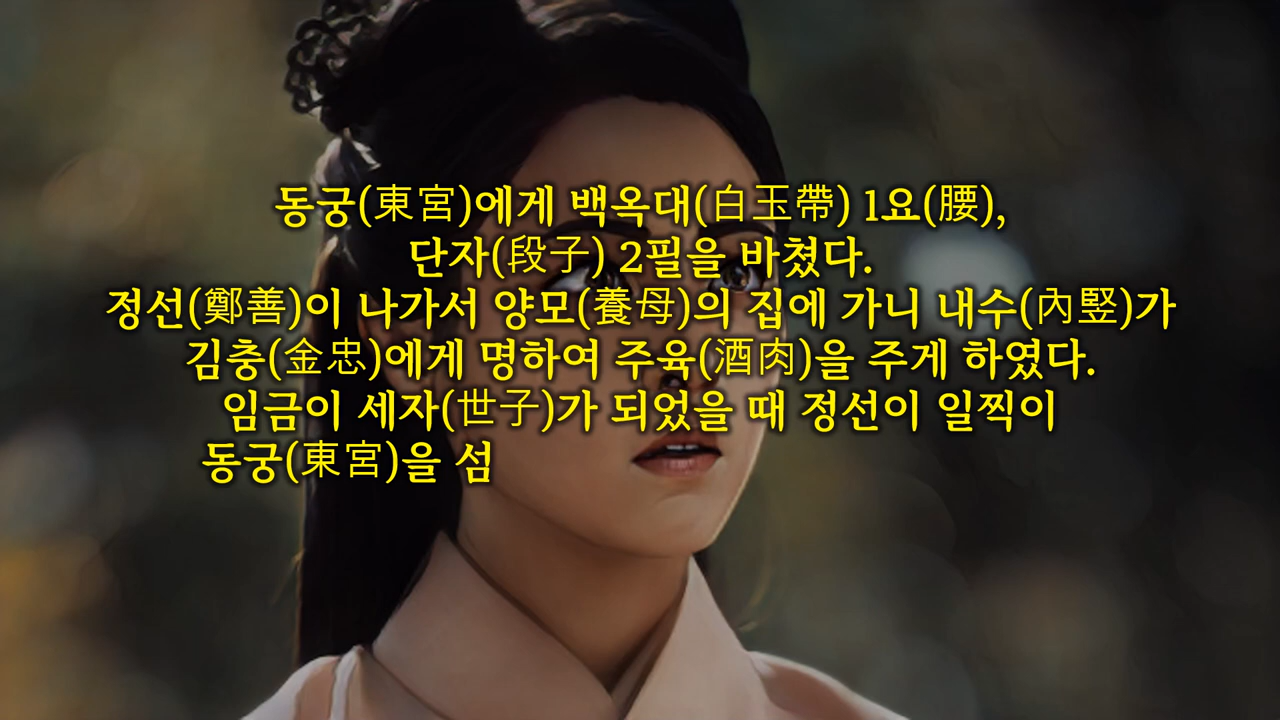 동궁(東宮)에게 백옥대(白玉帶) 1요(腰),
단자(段子) 2필을 바쳤다.
정선(鄭善)이 나가서 양모(養母)의 집에 가니 내수(內竪)가
김충(金忠)에게 명하여 주육(酒肉)을 주게 하였다.
임금이 세자(世子)가 되었을 때 정선이 일찍이
동궁(東宮)을 섬